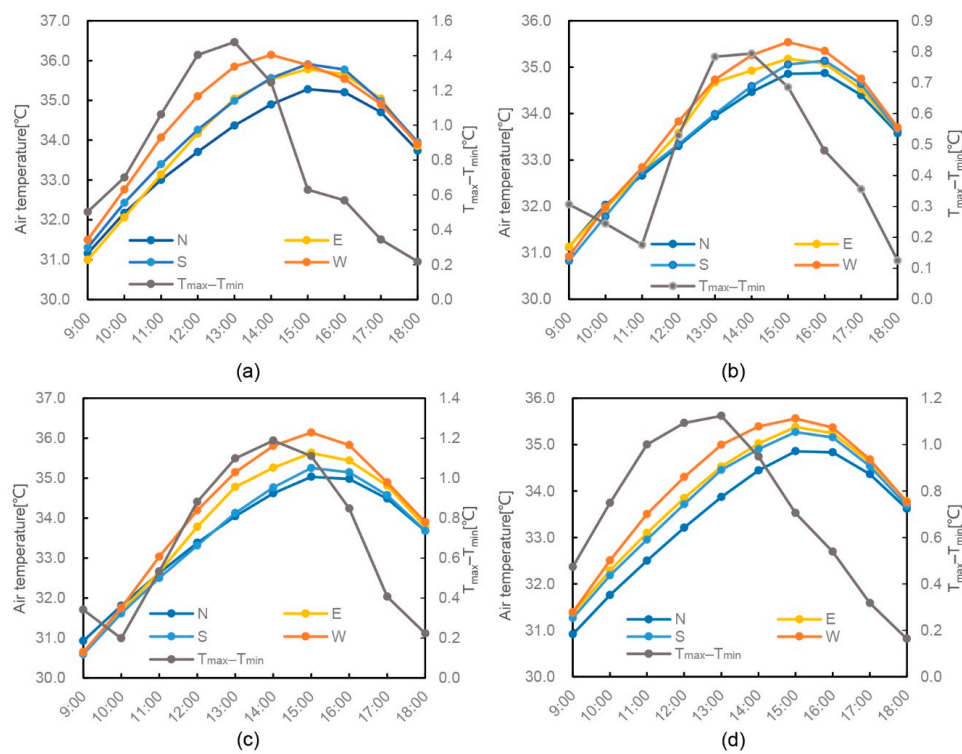 37.0
36.0
35.0
34.0
33.0
32.0
31.0
30.0
Air temperature[℃]
1.6
1.4
1.2
1.0
0.8
0.6
0.4
0.2
0.0
Tmax−Tmin[℃]
N E
S W
Tmax−Tmin
9:00 10:00 11:00 12:00 13:00 14:00 15:00 16:00 17:00 18:00
(a)
36.0
35.0
34.0
33.0
32.0
31.0
30.0
Air temperature[℃]
0.9
0.8
0.7
0.6
0.5
0.4
0.3
0.2
0.1
0.0
Tmax−Tmin[℃]
N E
S W
Tmax−Tmin
9:00 10:00 11:00 12:00 13:00 14:00 15:00 16:00 17:00 18:00
(b)
37.0
36.0
35.0
34.0
33.0
32.0
31.0
30.0
Air temperature[℃]
1.4
1.2
1.0
0.8
0.6
0.4
0.2
0.0
Tmax−Tmin[℃]
N E
S W
Tmax−Tmin
9:00 10:00 11:00 12:00 13:00 14:00 15:00 16:00 17:00 18:00
(c)
36.0
35.0
34.0
33.0
32.0
31.0
30.0
Air temperature[℃]
1.2
1.0
0.8
0.6
0.4
0.2
0.0
Tmax−Tmin[℃]
N E
S W
Tmax−Tmin
9:00 10:00 11:00 12:00 13:00 14:00 15:00 16:00 17:00 18:00
(d)